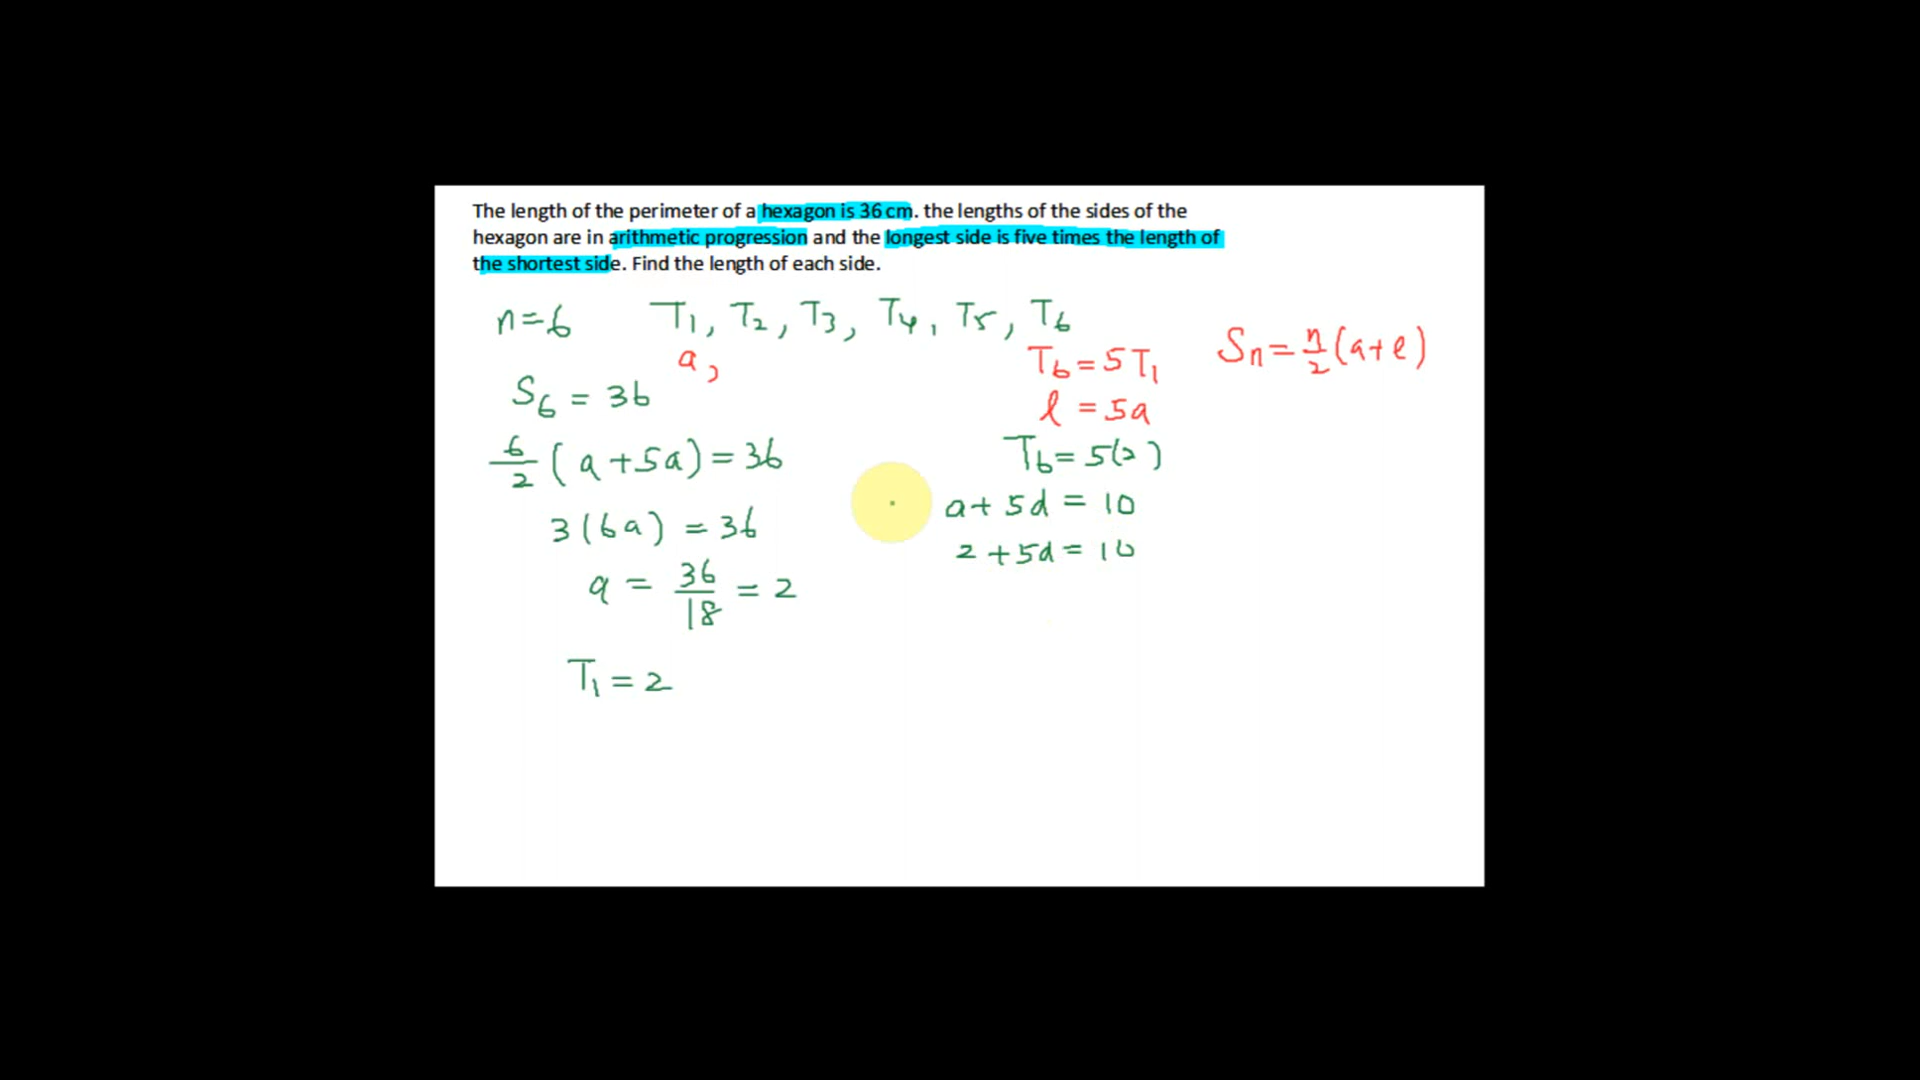 The length of the perimeter of a hexagon is 36 cm. the lengths of the sides of the
hexagon are in arithmetic progression and the longest side is five times the length of
the shortest side. Find the length of each side.
n=6 T₁, T₂, T₃, T₄, T₅, T₆
a,
T₆ = 5T₁
Sₙ = n/2 (a+l)
S₆ = 36
l = 5a
6/2 (a+5a) = 36
T₆ = 5(2)
3(6a) = 36
a + 5d = 10
2 + 5d = 10
a = 36/18 = 2
T₁ = 2